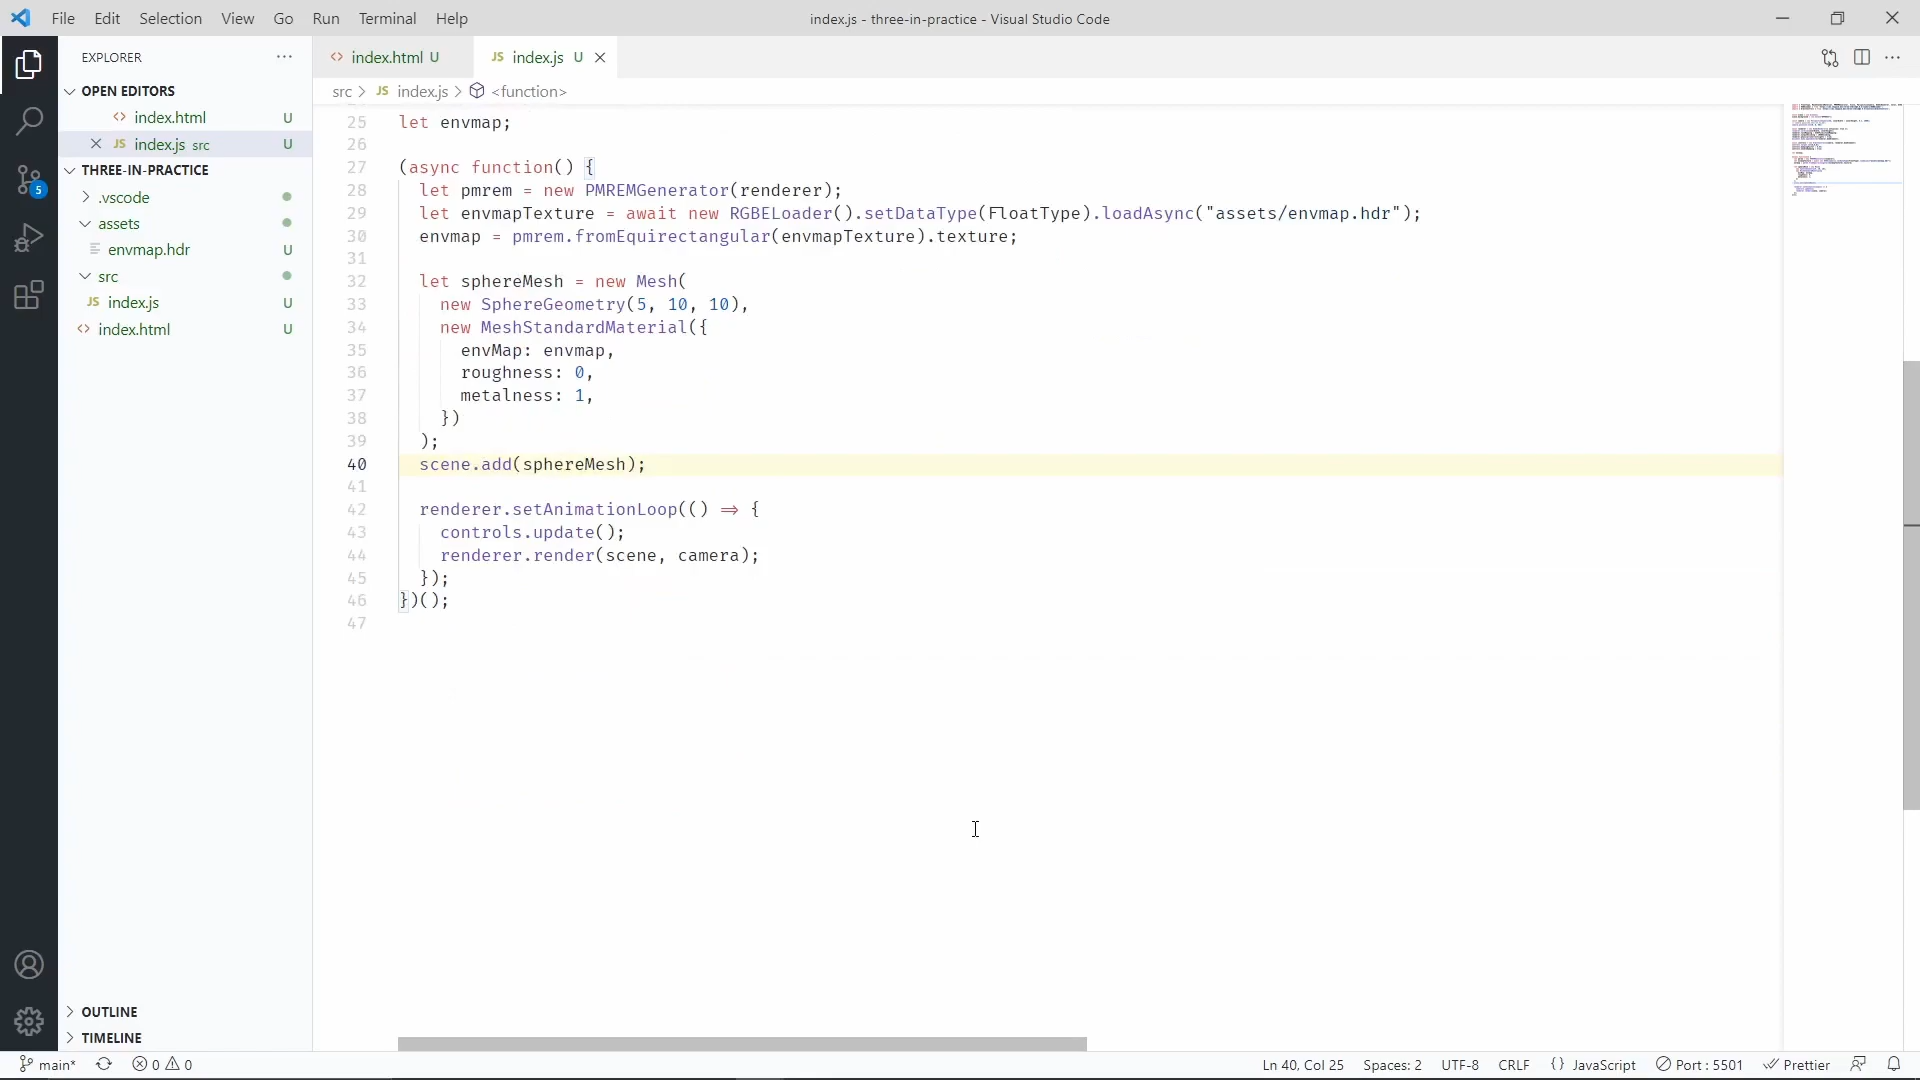 File Edit Selection View Go Run Terminal Help
index.js - three-in-practice - Visual Studio Code
EXPLORER
OPEN EDITORS
index.html U
JS index.js src U
THREE-IN-PRACTICE
.vscode
assets
envmap.hdr U
src
JS index.js U
index.html U
OUTLINE
TIMELINE
5
index.html U
JS index.js U
src > JS index.js > <function>
25 let envmap;
26
27 (async function() {
28 let pmrem = new PMREMGenerator(renderer);
29 let envmapTexture = await new RGBELoader().setDataType(FloatType).loadAsync("assets/envmap.hdr");
30 envmap = pmrem.fromEquirectangular(envmapTexture).texture;
31
32 let sphereMesh = new Mesh(
33 new SphereGeometry(5, 10, 10),
34 new MeshStandardMaterial({
35 envMap: envmap,
36 roughness: 0,
37 metalness: 1,
38 })
39 );
40 scene.add(sphereMesh);
41
42 renderer.setAnimationLoop(() => {
43 controls.update();
44 renderer.render(scene, camera);
45 });
46 })();
47
main* 0 0 Ln 40, Col 25 Spaces: 2 UTF-8 CRLF {} JavaScript Port : 5501 Prettier